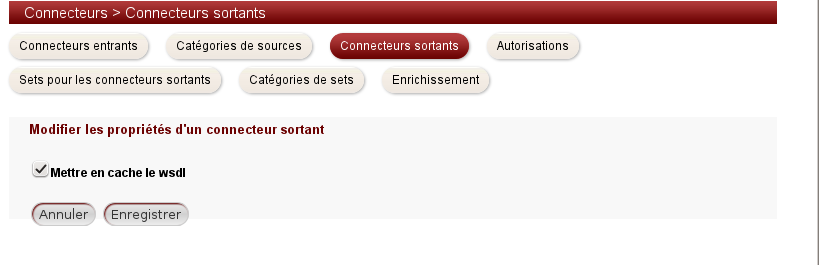 Connecteurs > Connecteurs sortants
Connecteurs entrants Catégories de sources Connecteurs sortants Autorisations
Sets pour les connecteurs sortants Catégories de sets Enrichissement
Modifier les propriétés d'un connecteur sortant
Mettre en cache le wsdl
Annuler Enregistrer